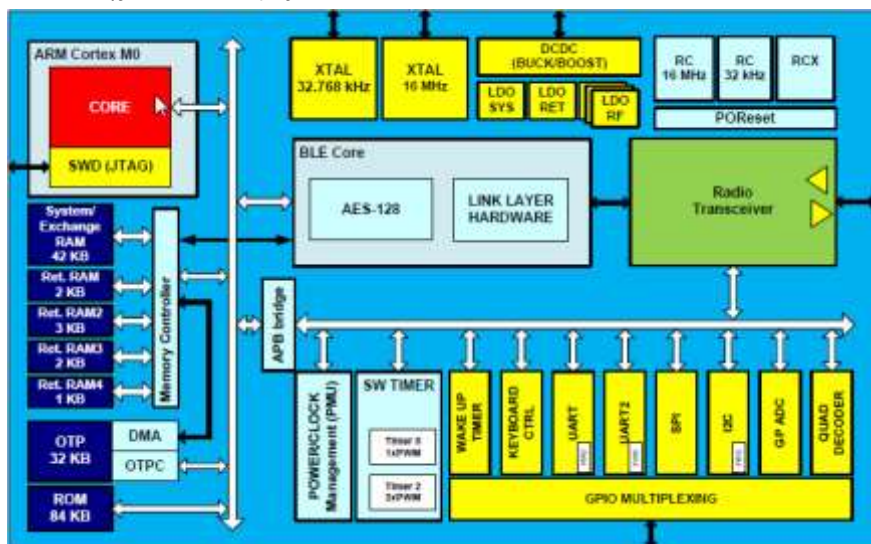 ARM Cortex M0
CORE
SWD (JTAG)
XTAL
32.768 kHz
XTAL
16 MHz
DCDC
(BUCK/BOOST)
LDO
SYS
LDO
RET
LDO
RF
RC
16 MHz
RC
32 kHz
RCX
POReset
BLE Core
AES-128
LINK LAYER
HARDWARE
Radio
Transceiver
System/
Exchange
RAM
42 KB
Ret. RAM
2 KB
Ret. RAM2
3 KB
Ret. RAM3
2 KB
Ret. RAM4
1 KB
Memory Controller
OTP
32 KB
DMA
OTPC
ROM
84 KB
APB bridge
POWER/CLOCK
Management (PMU)
SW TIMER
Timer 0
1xPWM
Timer 2
3xPWM
WAKE UP
TIMER
KEYBOARD
CTRL
UART
UART2
SPI
I2C
GP ADC
QUAD
DECODER
GPIO MULTIPLEXING